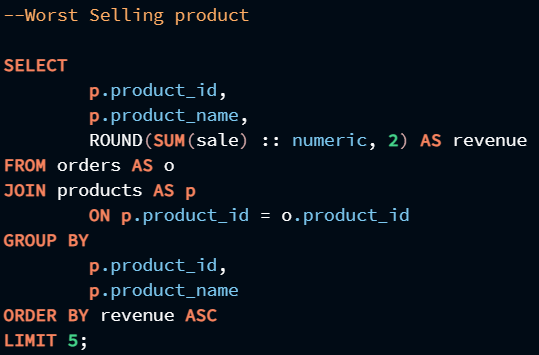 --Worst Selling product
SELECT
p.product_id,
p.product_name,
ROUND(SUM(sale) :: numeric, 2) AS revenue
FROM orders AS o
JOIN products AS p
ON p.product_id = o.product_id
GROUP BY
p.product_id,
p.product_name
ORDER BY revenue ASC
LIMIT 5;